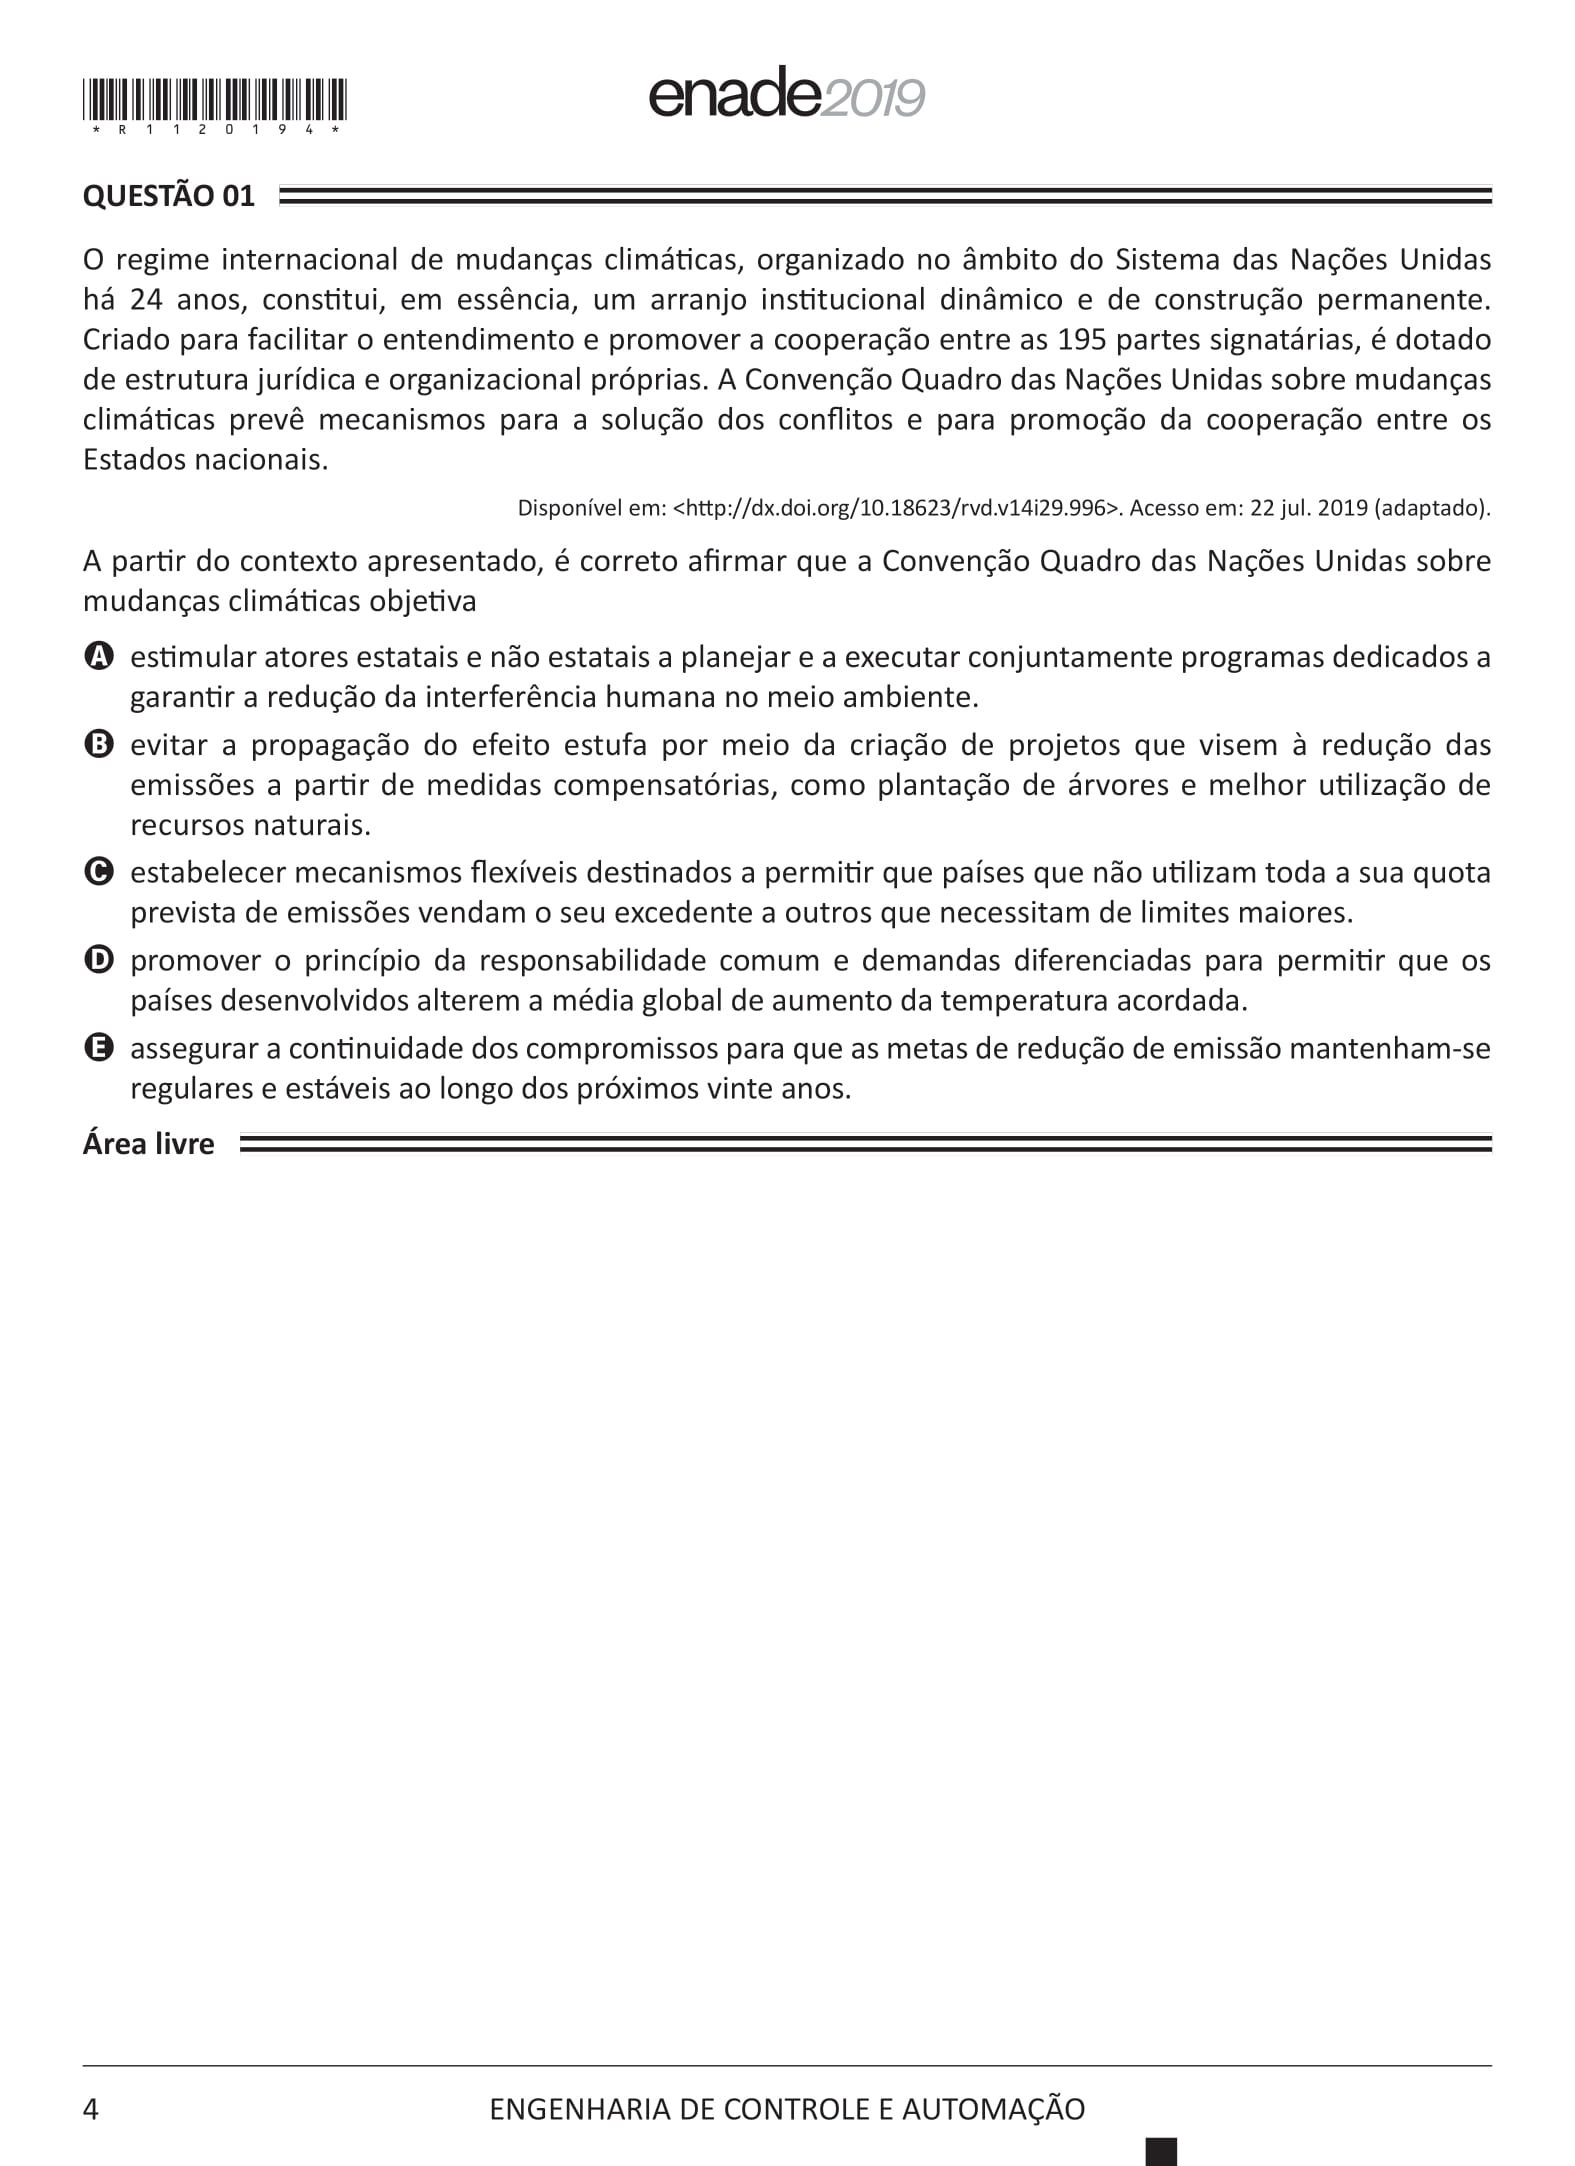 *R1120194*
enade2019
QUESTÃO 01
O regime internacional de mudanças climáticas, organizado no âmbito do Sistema das Nações Unidas
há 24 anos, constitui, em essência, um arranjo institucional dinâmico e de construção permanente.
Criado para facilitar o entendimento e promover a cooperação entre as 195 partes signatárias, é dotado
de estrutura jurídica e organizacional próprias. A Convenção Quadro das Nações Unidas sobre mudanças
climáticas prevê mecanismos para a solução dos conflitos e para promoção da cooperação entre os
Estados nacionais.
Disponível em: <http://dx.doi.org/10.18623/rvd.v14i29.996>. Acesso em: 22 jul. 2019 (adaptado).
A partir do contexto apresentado, é correto afirmar que a Convenção Quadro das Nações Unidas sobre
mudanças climáticas objetiva
A estimular atores estatais e não estatais a planejar e a executar conjuntamente programas dedicados a
garantir a redução da interferência humana no meio ambiente.
B evitar a propagação do efeito estufa por meio da criação de projetos que visem à redução das
emissões a partir de medidas compensatórias, como plantação de árvores e melhor utilização de
recursos naturais.
C estabelecer mecanismos flexíveis destinados a permitir que países que não utilizam toda a sua quota
prevista de emissões vendam o seu excedente a outros que necessitam de limites maiores.
D promover o princípio da responsabilidade comum e demandas diferenciadas para permitir que os
países desenvolvidos alterem a média global de aumento da temperatura acordada.
E assegurar a continuidade dos compromissos para que as metas de redução de emissão mantenham-se
regulares e estáveis ao longo dos próximos vinte anos.
Área livre
4
ENGENHARIA DE CONTROLE E AUTOMAÇÃO